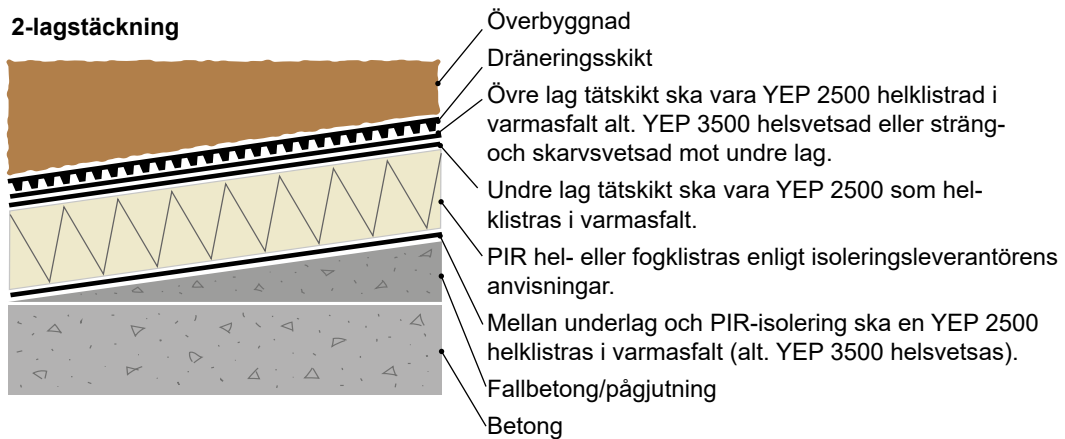 2-lagstäckning
Överbyggnad
Dräneringsskikt
Övre lag tätskikt ska vara YEP 2500 helklistrad i
varmasfalt alt. YEP 3500 helsvetsad eller sträng-
och skarvsvetsad mot undre lag.
Undre lag tätskikt ska vara YEP 2500 som hel-
klistras i varmasfalt.
PIR hel- eller fogklistras enligt isoleringsleverantörens
anvisningar.
Mellan underlag och PIR-isolering ska en YEP 2500
helklistras i varmasfalt (alt. YEP 3500 helsvetsas).
Fallbetong/pågjutning
Betong